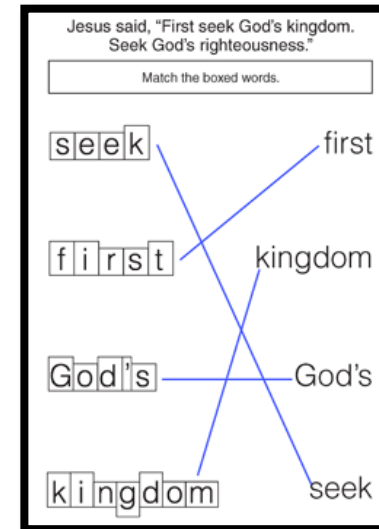 Jesus said, “First seek God’s kingdom.
Seek God’s righteousness.”
Match the boxed words.
seek first
first kingdom
God's God's
kingdom seek